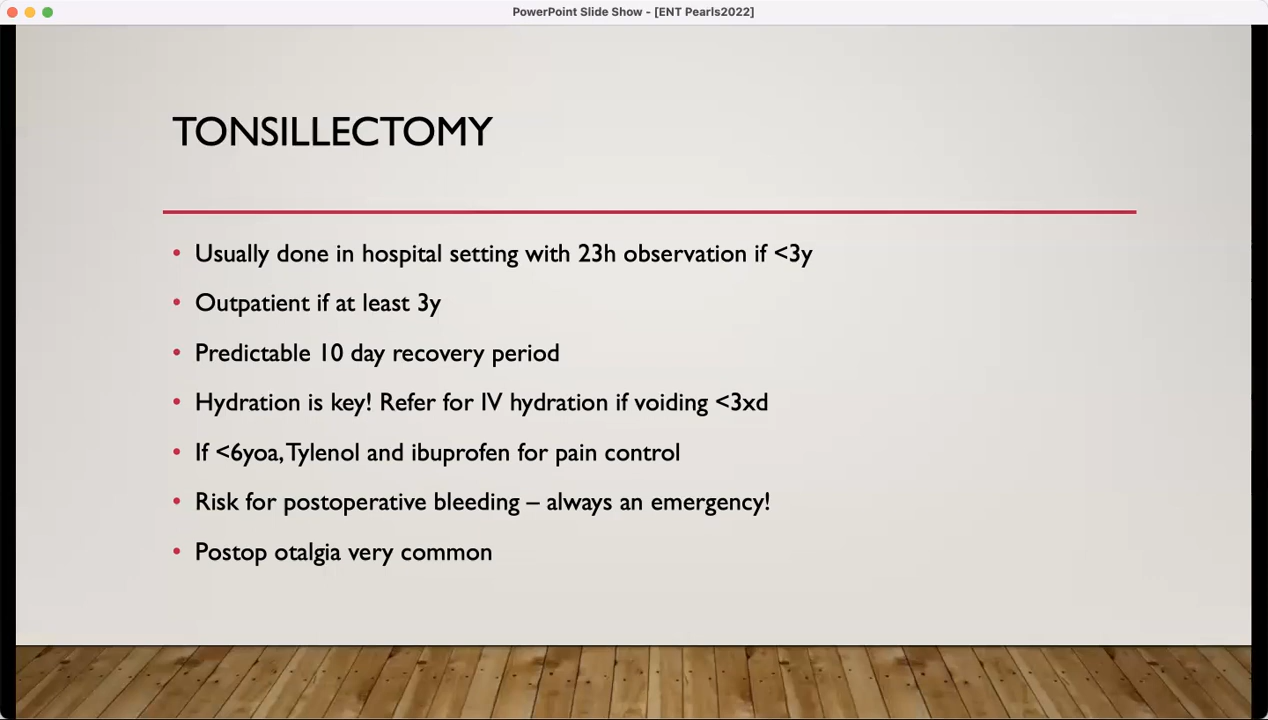 PowerPoint Slide Show - [ENT Pearls2022]
TONSILLECTOMY
• Usually done in hospital setting with 23h observation if <3y
• Outpatient if at least 3y
• Predictable 10 day recovery period
• Hydration is key! Refer for IV hydration if voiding <3xd
• If <6yoa, Tylenol and ibuprofen for pain control
• Risk for postoperative bleeding – always an emergency!
• Postop otalgia very common